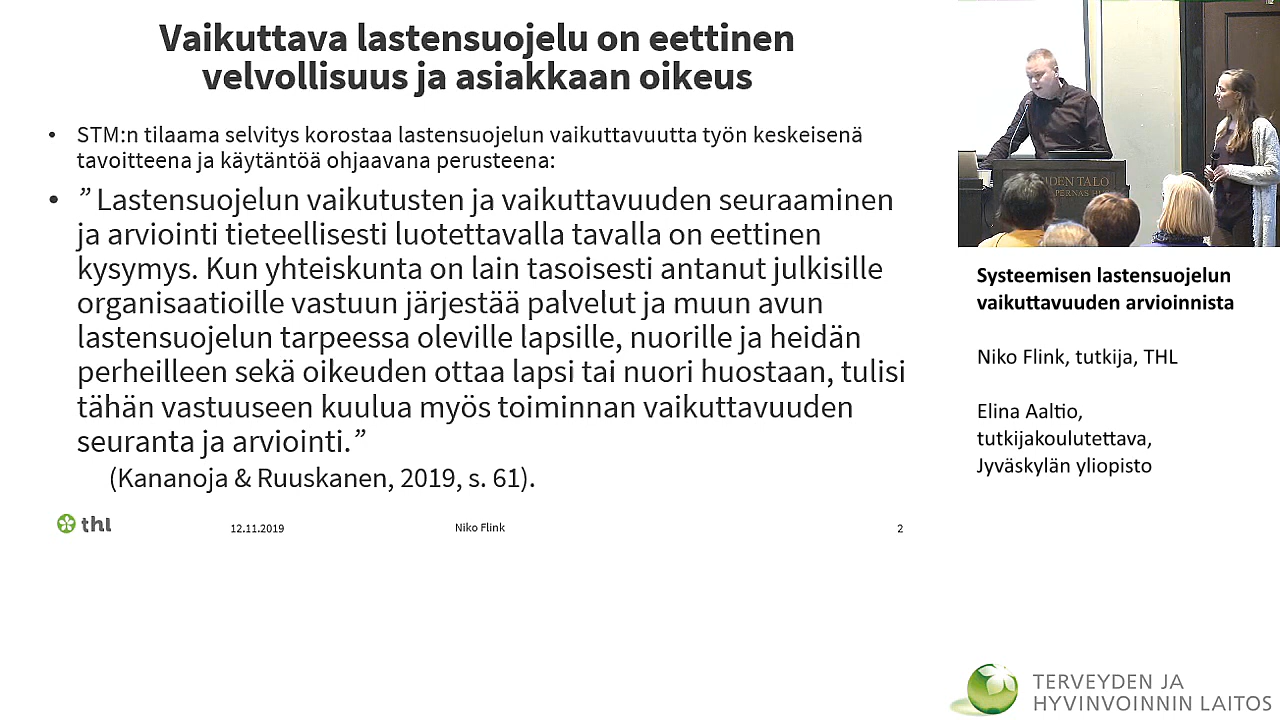 Vaikuttava lastensuojelu on eettinen
velvollisuus ja asiakkaan oikeus
• STM:n tilaama selvitys korostaa lastensuojelun vaikuttavuutta työn keskeisenä
tavoitteena ja käytäntöä ohjaavana perusteena:
• ” Lastensuojelun vaikutusten ja vaikuttavuuden seuraaminen
ja arviointi tieteellisesti luotettavalla tavalla on eettinen
kysymys. Kun yhteiskunta on lain tasoisesti antanut julkisille
organisaatioille vastuun järjestää palvelut ja muun avun
lastensuojelun tarpeessa oleville lapsille, nuorille ja heidän
perheilleen sekä oikeuden ottaa lapsi tai nuori huostaan, tulisi
tähän vastuuseen kuulua myös toiminnan vaikuttavuuden
seuranta ja arviointi.”
(Kananoja & Ruuskanen, 2019, s. 61).
thl
12.11.2019
Niko Flink
2
TALO
Systeemisen lastensuojelun
vaikuttavuuden arvioinnista
Niko Flink, tutkija, THL
Elina Aaltio,
tutkijakoulutettava,
Jyväskylän yliopisto
TERVEYDEN JA
HYVINVOINNIN LAITOS